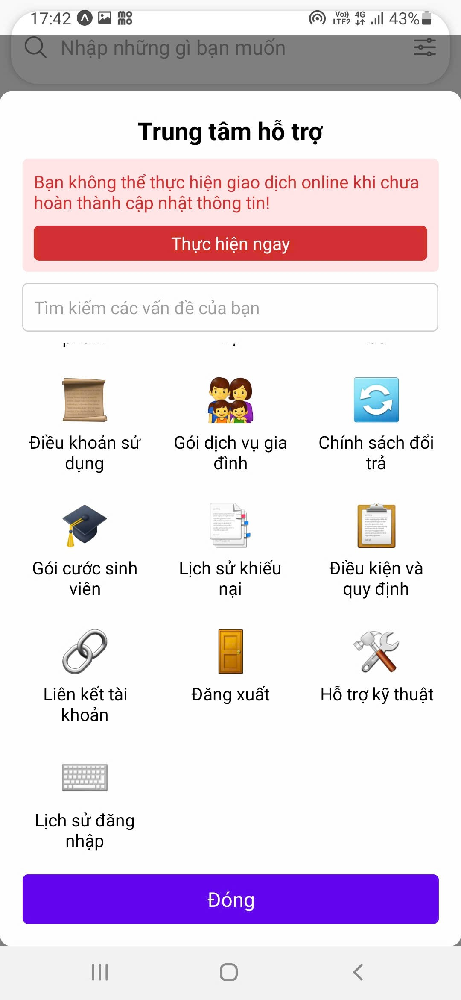 17:42 mo mo Vo)) LTE2 4G 43%
Nhập những gì bạn muốn
Trung tâm hỗ trợ
Bạn không thể thực hiện giao dịch online khi chưa
hoàn thành cập nhật thông tin!
Thực hiện ngay
Tìm kiếm các vấn đề của bạn
Điều khoản sử
dụng
Gói dịch vụ gia
đình
Chính sách đổi
trả
Gói cước sinh
viên
Lịch sử khiếu
nại
Điều kiện và
quy định
Liên kết tài
khoản
Đăng xuất
Hỗ trợ kỹ thuật
Lịch sử đăng
nhập
Đóng